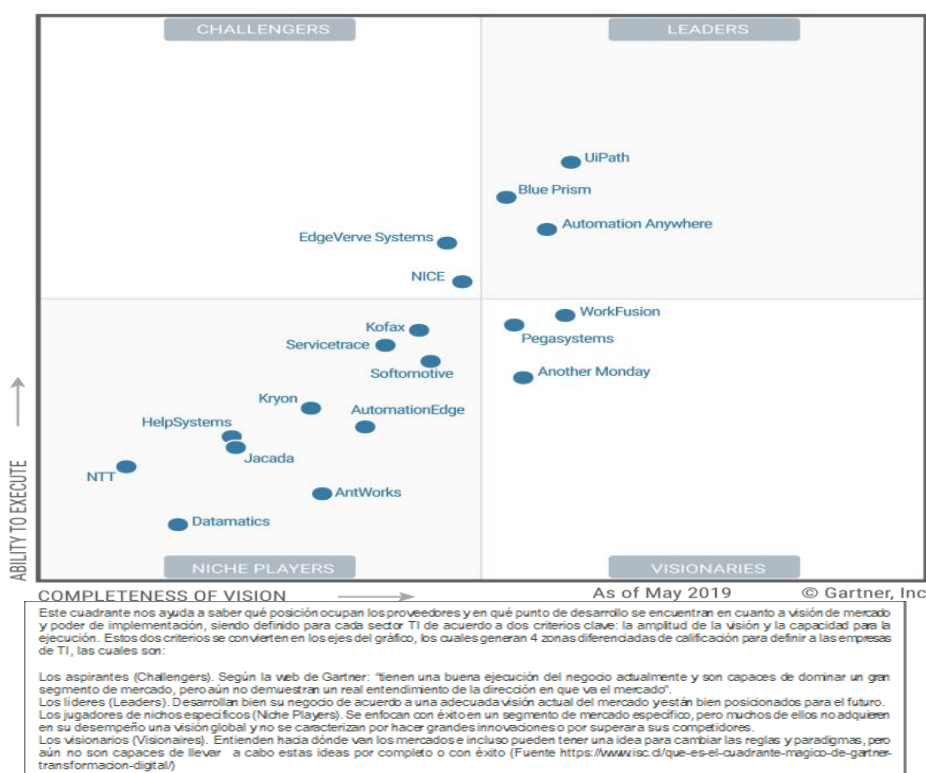 CHALLENGERS
LEADERS
UiPath
Blue Prism
Automation Anywhere
EdgeVerve Systems
NICE
WorkFusion
Kofax
Pegasystems
Servicetrace
Softomotive
Another Monday
Kryon
AutomationEdge
HelpSystems
Jacada
NTT
AntWorks
Datamatics
ABILITY TO EXECUTE
NICHE PLAYERS
VISIONARIES
COMPLETENESS OF VISION
As of May 2019
© Gartner, Inc
Este cuadrante nos ayuda a saber qué posición ocupan los proveedores y en qué punto de desarrollo se encuentran en cuanto a visión de mercado
y poder de implementación, siendo definido para cada sector TI de acuerdo a dos criterios clave: la amplitud de la visión y la capacidad para la
ejecución. Estos dos criterios se convierten en los ejes del gráfico, los cuales generan 4 zonas diferenciadas de calificación para definir a las empresas
de TI, las cuales son:
Los aspirantes (Challengers). Según la web de Gartner: “tienen una buena ejecución del negocio actualmente y son capaces de dominar un gran
segmento de mercado, pero aún no demuestran un real entendimiento de la dirección en que va el mercado”.
Los lideres (Leaders). Desarrollan bien su negocio de acuerdo a una adecuada visión actual del mercado y están bien posicionados para el futuro.
Los jugadores de nichos específicos (Niche Players). Se enfocan con éxito en un segmento de mercado específico, pero muchos de ellos no adquieren
en su desempeño una visión global y no se caracterizan por hacer grandes innovaciones o por superar a sus competidores.
Los visionarios (Visionaires). Entienden hacia dónde van los mercados e incluso pueden tener una idea para cambiar las reglas y paradigmas, pero
aún no son capaces de llevar a cabo estas ideas por completo o con éxito (Fuente https://www.isc.cl/que-es-el-cuadrante-magico-de-gartner-
transformacion-digital/)